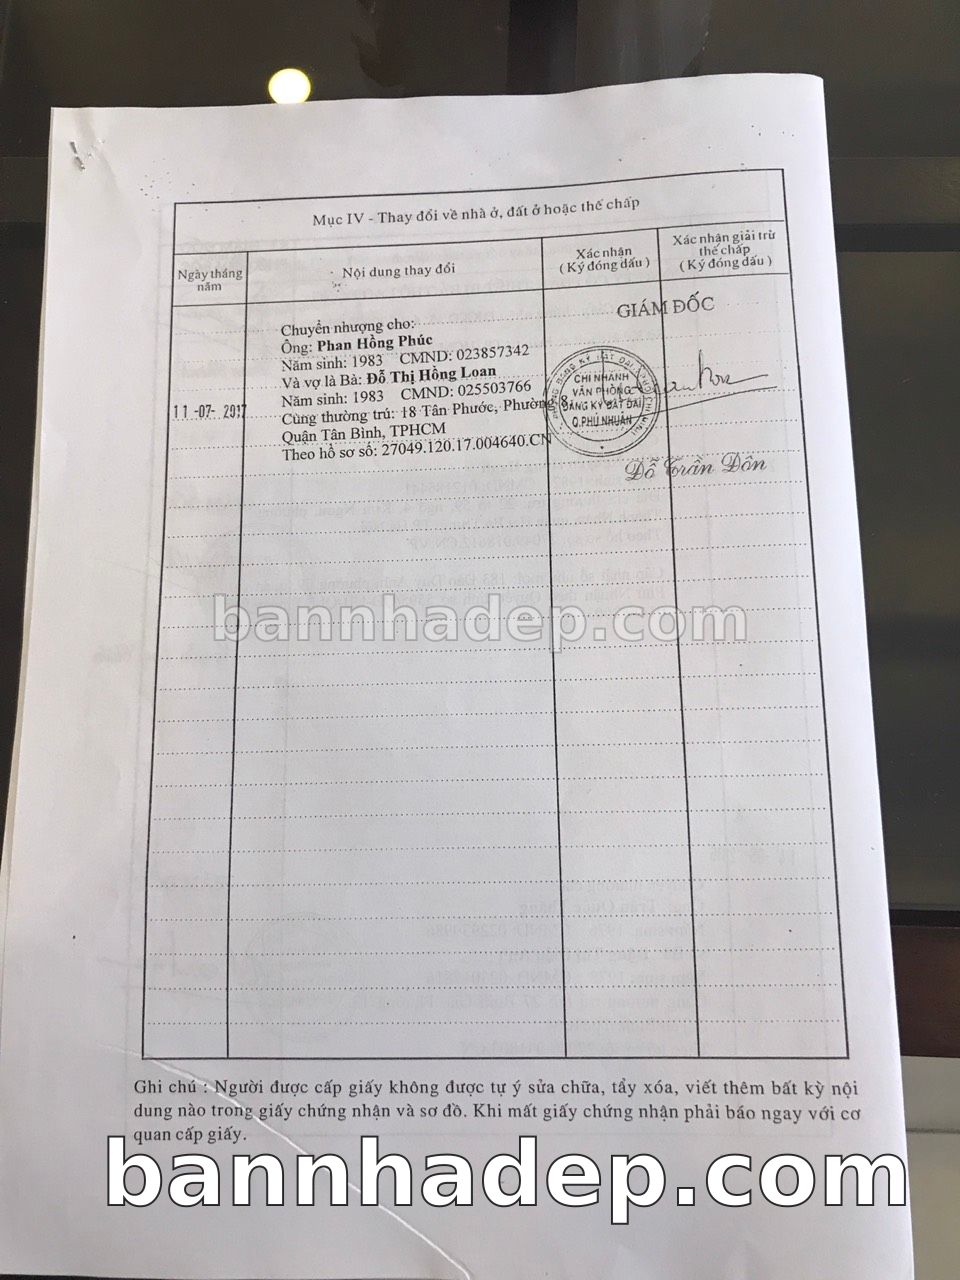 Mục IV - Thay đổi về nhà ở, đất ở hoặc thế chấp
Ngày tháng năm
Nội dung thay đổi
Xác nhận
( Ký đóng dấu )
Xác nhận giải trừ
thế chấp
( Ký đóng dấu )
GIÁM ĐỐC
11 -07- 2017
Chuyển nhượng cho:
Ông: Phan Hồng Phúc
Năm sinh: 1983 CMND: 023857342
Và vợ là Bà: Đỗ Thị Hồng Loan
Năm sinh: 1983 CMND: 025503766
Cùng thường trú: 18 Tân Phước, Phường 8,
Quận Tân Bình, TPHCM
Theo hồ sơ số: 27049.120.17.004640.CN
CHI NHÁNH
VĂN PHÒNG
ĐĂNG KÝ ĐẤT ĐAI
Q.PHÚ NHUẬN
Đỗ Trần Đôn
bannhadep.com
Ghi chú : Người được cấp giấy không được tự ý sửa chữa, tẩy xóa, viết thêm bất kỳ nội
dung nào trong giấy chứng nhận và sơ đồ. Khi mất giấy chứng nhận phải báo ngay với cơ
quan cấp giấy.
bannhadep.com